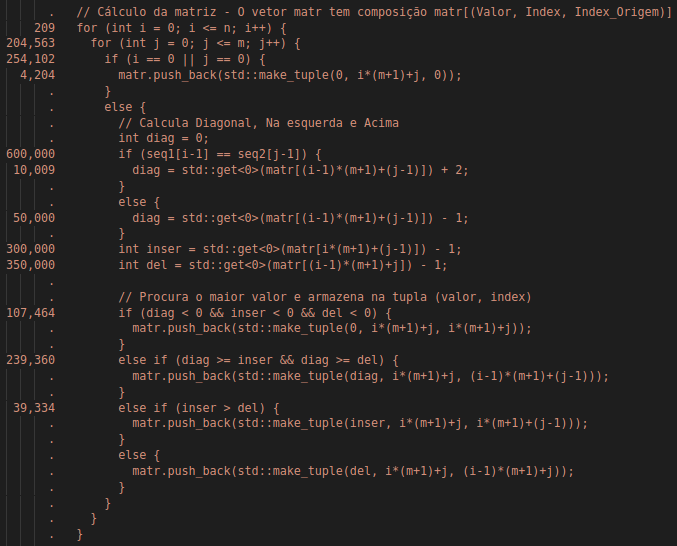 .   // Cálculo da matriz - O vetor matr tem composição matr[(Valor, Index, Index_Origem)]
209   for (int i = 0; i <= n; i++) {
204,563     for (int j = 0; j <= m; j++) {
254,102       if (i == 0 || j == 0) {
4,204         matr.push_back(std::make_tuple(0, i*(m+1)+j, 0));
.       }
.       else {
.         // Calcula Diagonal, Na esquerda e Acima
.         int diag = 0;
600,000         if (seq1[i-1] == seq2[j-1]) {
10,009           diag = std::get<0>(matr[(i-1)*(m+1)+(j-1)]) + 2;
.         }
.         else {
50,000           diag = std::get<0>(matr[(i-1)*(m+1)+(j-1)]) - 1;
.         }
300,000         int inser = std::get<0>(matr[i*(m+1)+(j-1)]) - 1;
350,000         int del = std::get<0>(matr[(i-1)*(m+1)+j]) - 1;
.
.         // Procura o maior valor e armazena na tupla (valor, index)
107,464         if (diag < 0 && inser < 0 && del < 0) {
.           matr.push_back(std::make_tuple(0, i*(m+1)+j, i*(m+1)+j));
.         }
239,360         else if (diag >= inser && diag >= del) {
.           matr.push_back(std::make_tuple(diag, i*(m+1)+j, (i-1)*(m+1)+(j-1)));
.         }
39,334         else if (inser > del) {
.           matr.push_back(std::make_tuple(inser, i*(m+1)+j, i*(m+1)+(j-1)));
.         }
.         else {
.           matr.push_back(std::make_tuple(del, i*(m+1)+j, (i-1)*(m+1)+j));
.         }
.       }
.     }
.   }